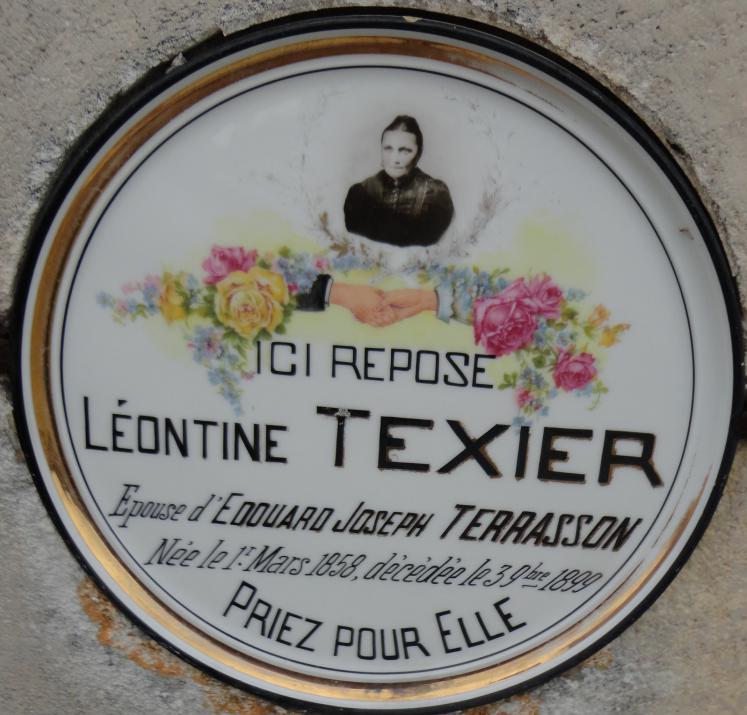 ICI REPOSE
LÉONTINE TEXIER
Epouse d'EDOUARD JOSEPH TERRASSON
Née le 1er Mars 1858, décédée le 3 9bre 1899
PRIEZ POUR ELLE